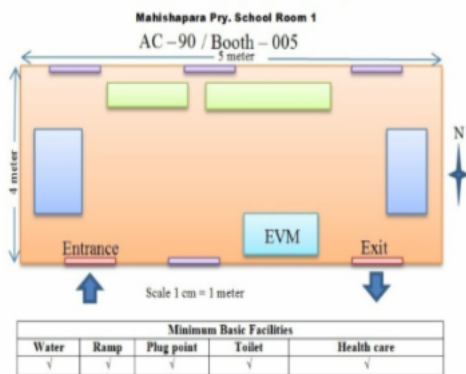 Mahishapara Pry. School Room 1
AC – 90 / Booth – 005
5 meter
4 meter
N
EVM
Entrance
Exit
Scale 1 cm = 1 meter
Minimum Basic Facilities
Water Ramp Plug point Toilet Health care
√ √ √ √ √